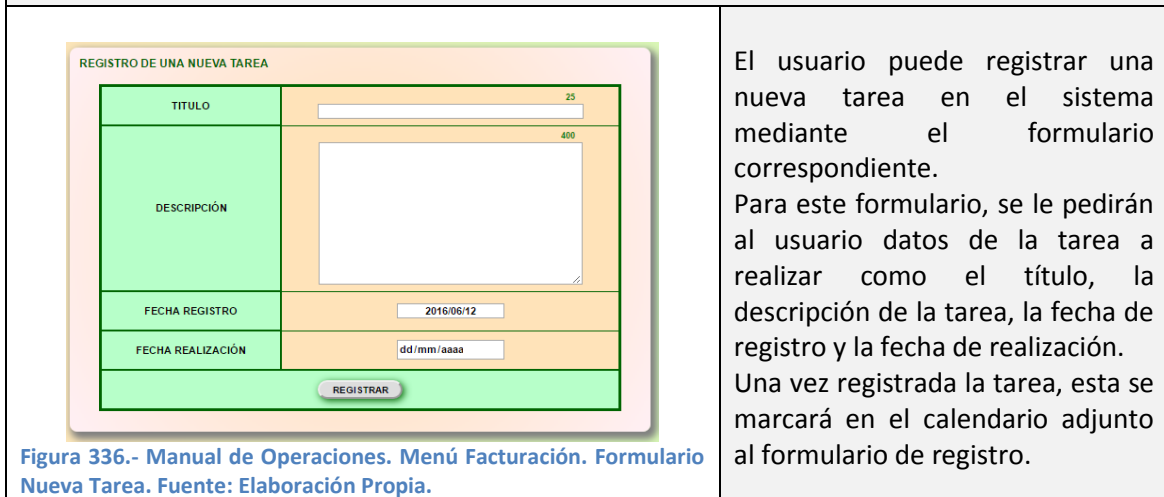 REGISTRO DE UNA NUEVA TAREA
TITULO
25
400
DESCRIPCIÓN
FECHA REGISTRO
2016/06/12
FECHA REALIZACIÓN
dd/mm/aaaa
REGISTRAR
Figura 336.- Manual de Operaciones. Menú Facturación. Formulario
Nueva Tarea. Fuente: Elaboración Propia.
El usuario puede registrar una
nueva tarea en el sistema
mediante el formulario
correspondiente.
Para este formulario, se le pedirán
al usuario datos de la tarea a
realizar como el título, la
descripción de la tarea, la fecha de
registro y la fecha de realización.
Una vez registrada la tarea, esta se
marcará en el calendario adjunto
al formulario de registro.